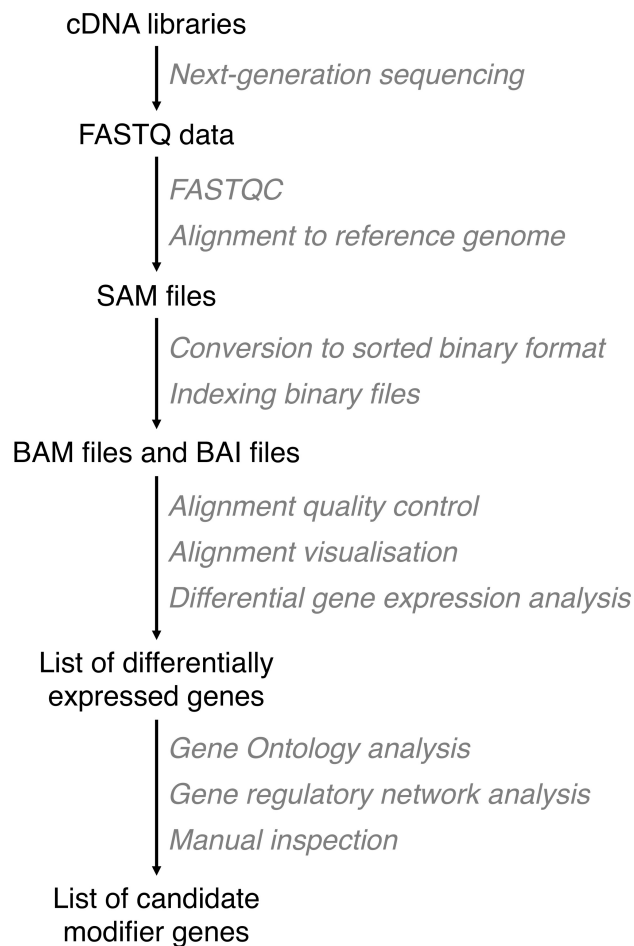 cDNA libraries
Next-generation sequencing
FASTQ data
FASTQC
Alignment to reference genome
SAM files
Conversion to sorted binary format
Indexing binary files
BAM files and BAI files
Alignment quality control
Alignment visualisation
Differential gene expression analysis
List of differentially
expressed genes
Gene Ontology analysis
Gene regulatory network analysis
Manual inspection
List of candidate
modifier genes